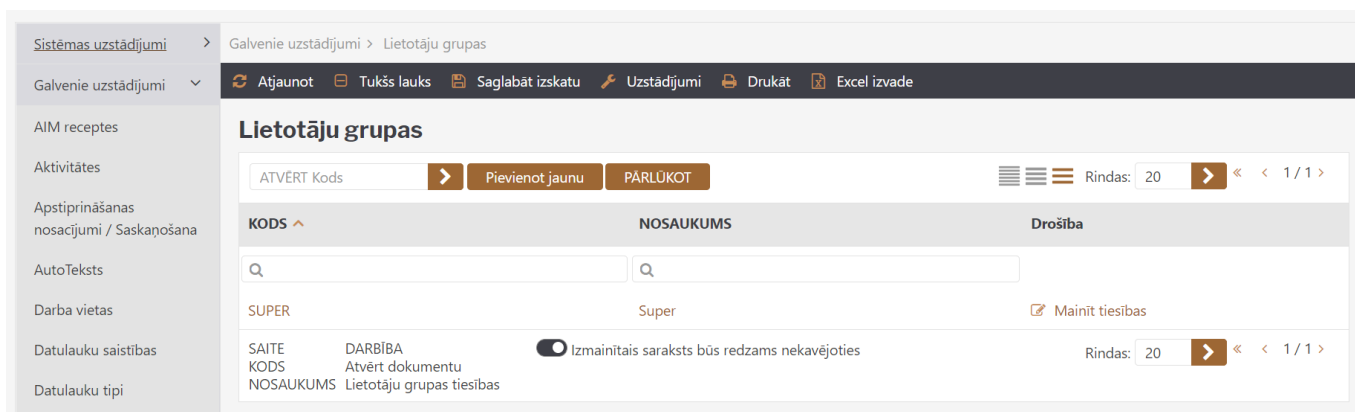 Sistēmas uzstādījumi
Galvenie uzstādījumi > Lietotāju grupas
Galvenie uzstādījumi
Atjaunot Tukšs lauks Saglabāt izskatu Uzstādījumi Drukāt Excel izvade
AIM receptes
Aktivitātes
Apstiprināšanas
nosacījumi / Saskaņošana
AutoTeksts
Darba vietas
Datulauku saistības
Datulauku tipi
Lietotāju grupas
ATVĒRT Kods Pievienot jaunu PĀRLŪKOT Rindas: 20 « < 1 / 1 >
KODS NOSAUKUMS Drošība
SUPER Super Mainīt tiesības
SAITE DARBĪBA Izmainītais saraksts būs redzams nekavējoties Rindas: 20 « < 1 / 1 >
KODS Atvērt dokumentu
NOSAUKUMS Lietotāju grupas tiesības